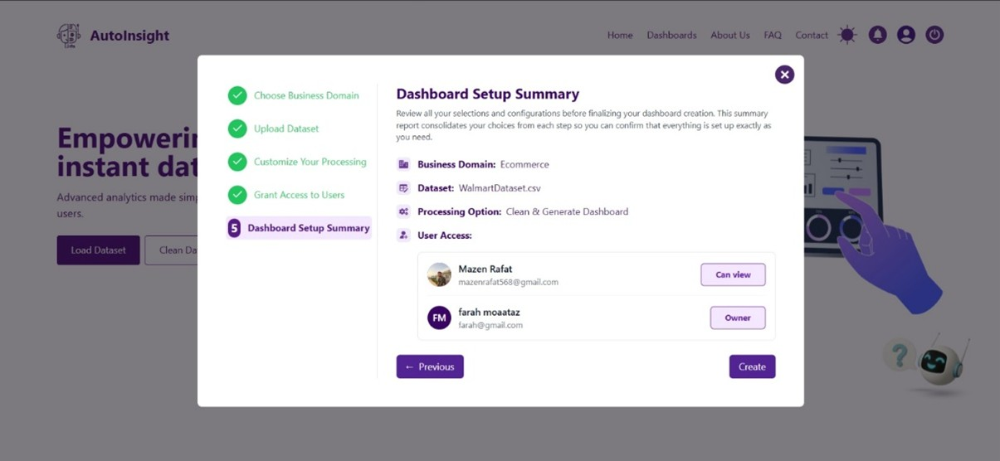 AutoInsight
Home Dashboards About Us FAQ Contact
Empowerin
instant dat
Advanced analytics made simp
users.
Load Dataset
Clean Da
Choose Business Domain
Upload Dataset
Customize Your Processing
Grant Access to Users
5 Dashboard Setup Summary
Dashboard Setup Summary
Review all your selections and configurations before finalizing your dashboard creation. This summary
report consolidates your choices from each step so you can confirm that everything is set up exactly as
you need.
Business Domain: Ecommerce
Dataset: WalmartDataset.csv
Processing Option: Clean & Generate Dashboard
User Access:
Mazen Rafat
mazenrafat568@gmail.com
Can view
FM
farah moaataz
farah@gmail.com
Owner
← Previous
Create
?